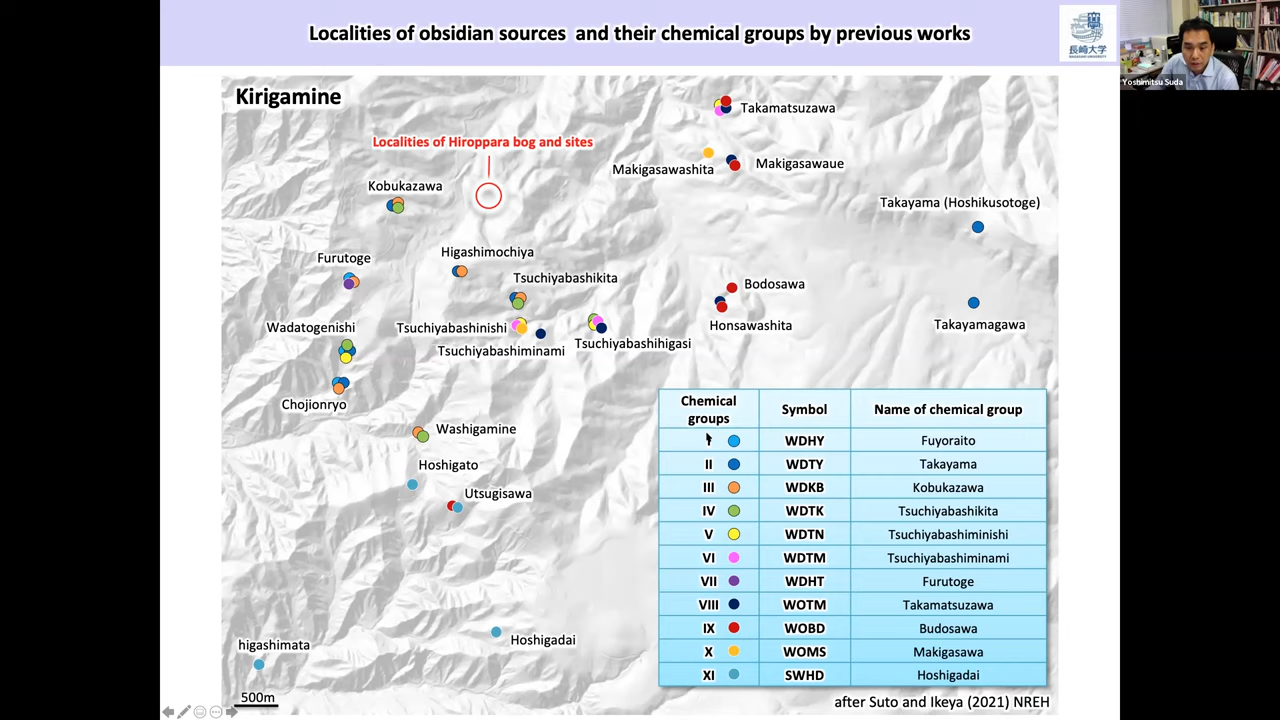 Localities of obsidian sources and their chemical groups by previous works
長崎大学
NAGASAKI UNIVERSITY
Yoshimitsu Suda
Kirigamine
Localities of Hiroppara bog and sites
Takamatsuzawa
Makigasawashita
Makigasawaue
Kobukazawa
Takayama (Hoshikusotoge)
Furutoge
Higashimochiya
Tsuchiyabashikita
Bodosawa
Wadatogenishi
Tsuchiyabashinishi
Honsawashita
Takayamagawa
Tsuchiyabashiminami
Tsuchiyabashihigasi
Chojionryo
Washigamine
Hoshigato
Utsugisawa
Hoshigadai
higashimata
500m
Chemical groups Symbol Name of chemical group
I WDHY Fuyoraito
II WDTY Takayama
III WDKB Kobukazawa
IV WDTK Tsuchiyabashikita
V WDTN Tsuchiyabashiminishi
VI WDTM Tsuchiyabashiminami
VII WDHT Furutoge
VIII WOTM Takamatsuzawa
IX WOBD Budosawa
X WOMS Makigasawa
XI SWHD Hoshigadai
after Suto and Ikeya (2021) NREH